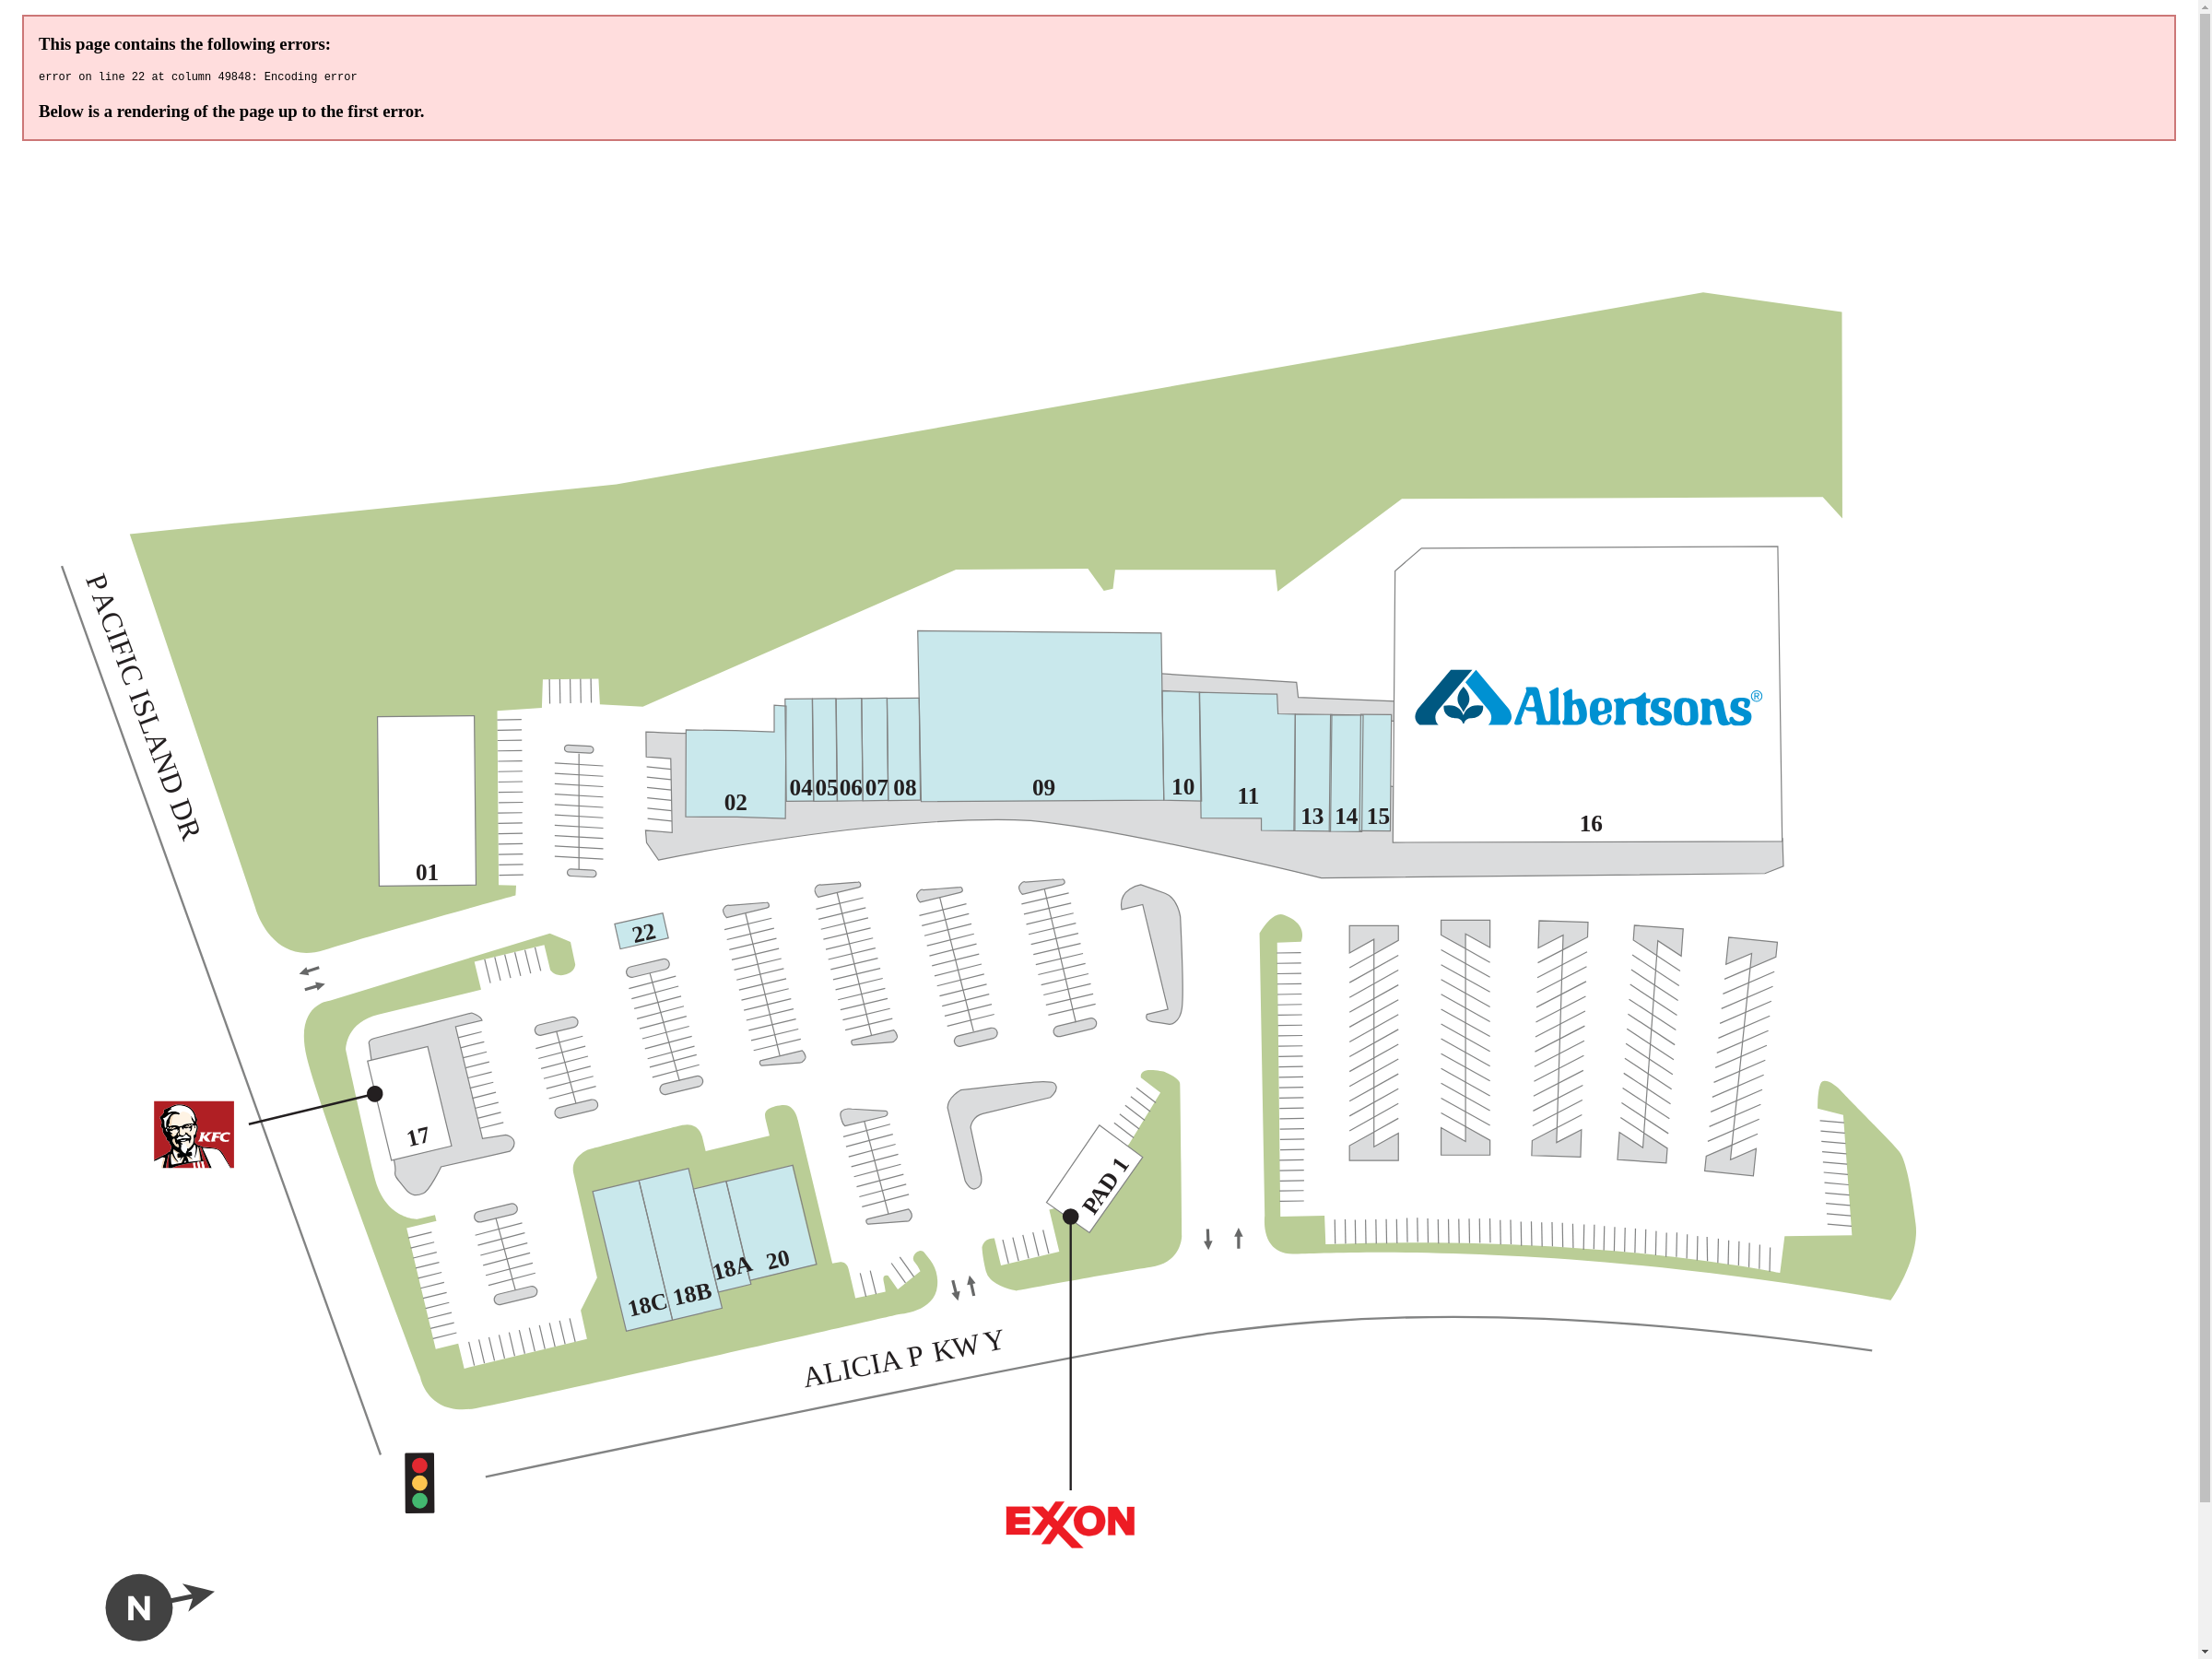 This page contains the following errors:
error on line 22 at column 49848: Encoding error
Below is a rendering of the page up to the first error.
PACIFIC ISLAND DR
Albertsons®
02
04
05
06
07
08
09
10
11
13
14
15
16
01
22
17
KFC
PAD 1
18C
18B
18A
20
ALICIA P KWY
EXXON
N